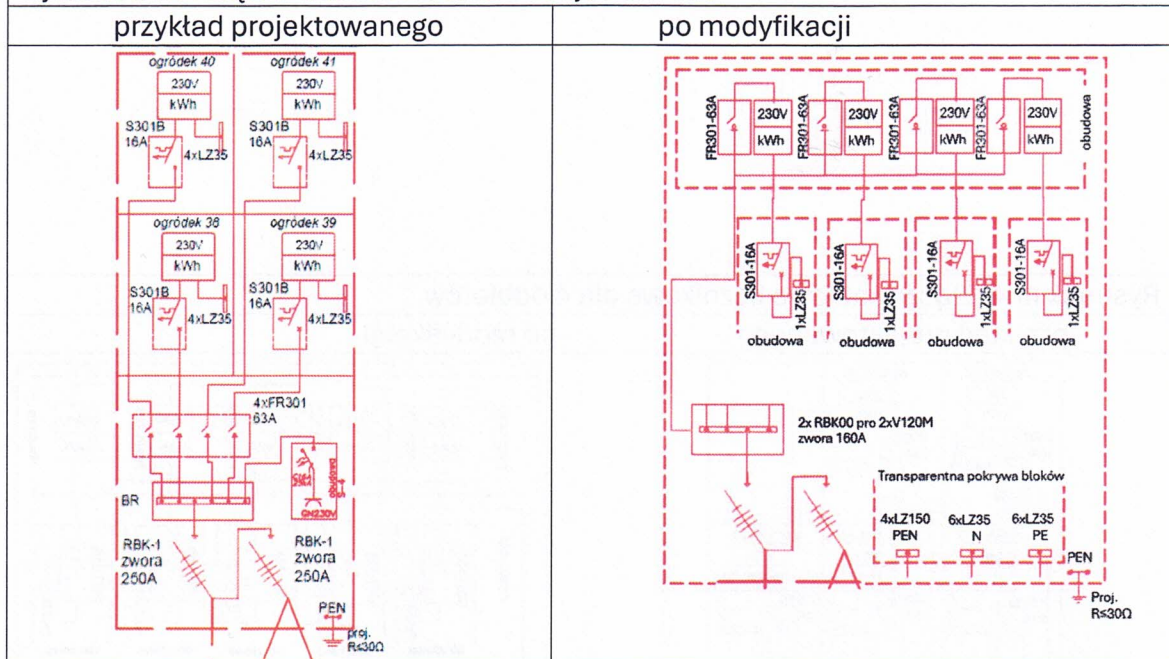 przykład projektowanego
po modyfikacji
ogródek 40
ogródek 41
230V
kWh
230V
kWh
S301B
16A
4xLZ35
S301B
16A
4xLZ35
ogródek 38
ogródek 39
230V
kWh
230V
kWh
S301B
16A
4xLZ35
S301B
16A
4xLZ35
4xFR301
63A
BR
obudowa
S-4
GN230V
RBK-1
zwora
250A
RBK-1
zwora
250A
PEN
proj.
R≤30Ω
FR301-63A
230V
kWh
FR301-63A
230V
kWh
FR301-63A
230V
kWh
FR301-63A
230V
kWh
obudowa
S301-16A
1xLZ35
obudowa
S301-16A
1xLZ35
obudowa
S301-16A
1xLZ35
obudowa
S301-16A
1xLZ35
obudowa
2x RBK00 pro 2xV120M
zwora 160A
Transparentna pokrywa bloków
4xLZ150
PEN
6xLZ35
N
6xLZ35
PE
PEN
Proj.
R≤30Ω